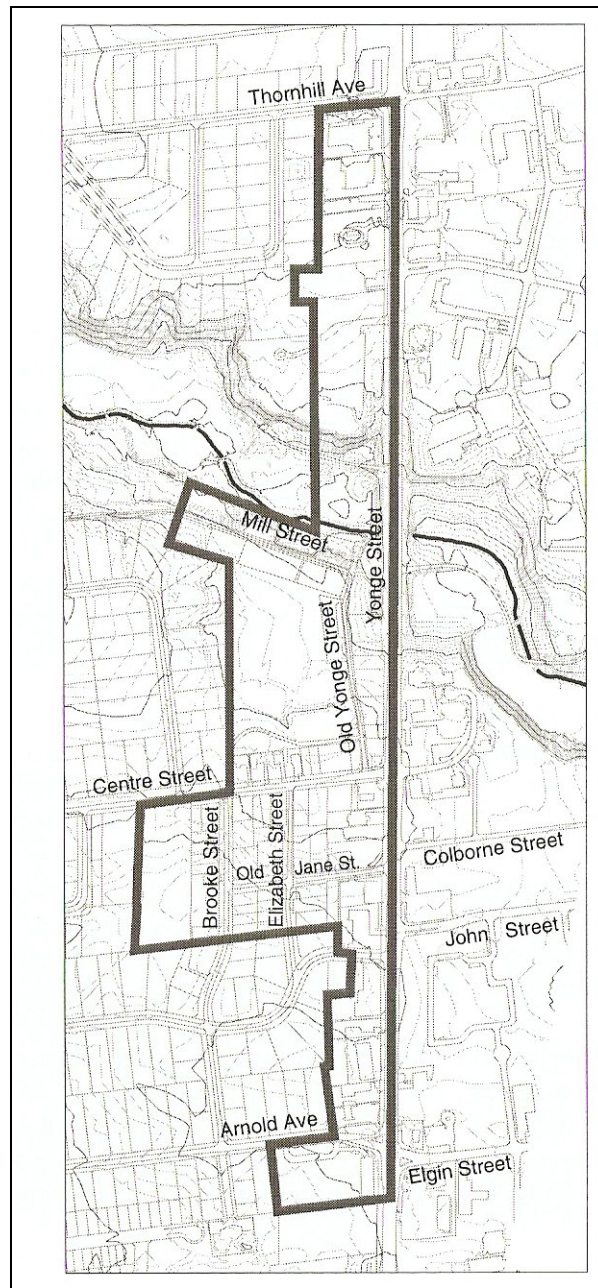 Thornhill Ave
Mill Street
Yonge Street
Old Yonge Street
Centre Street
Brooke Street
Old Jane St.
Elizabeth Street
Colborne Street
John Street
Arnold Ave
Elgin Street